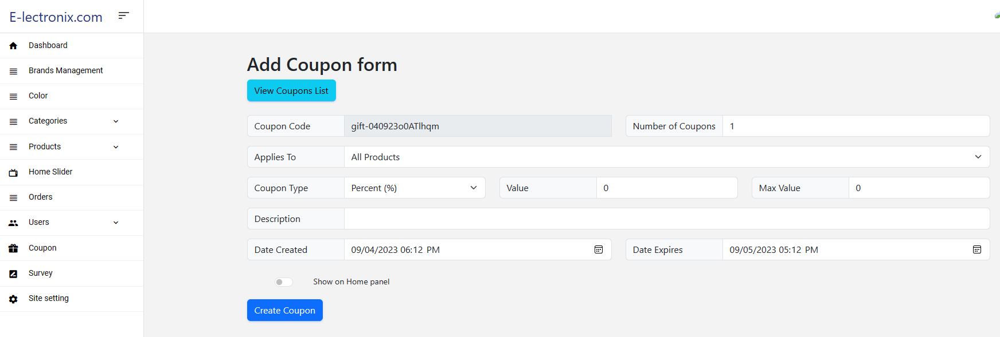 E-lectronix.com
Dashboard
Brands Management
Color
Categories
Products
Home Slider
Orders
Users
Coupon
Survey
Site setting
Add Coupon form
View Coupons List
Coupon Code gift-040923o0ATlhqm Number of Coupons 1
Applies To All Products
Coupon Type Percent (%) Value 0 Max Value 0
Description
Date Created 09/04/2023 06:12 PM Date Expires 09/05/2023 05:12 PM
Show on Home panel
Create Coupon